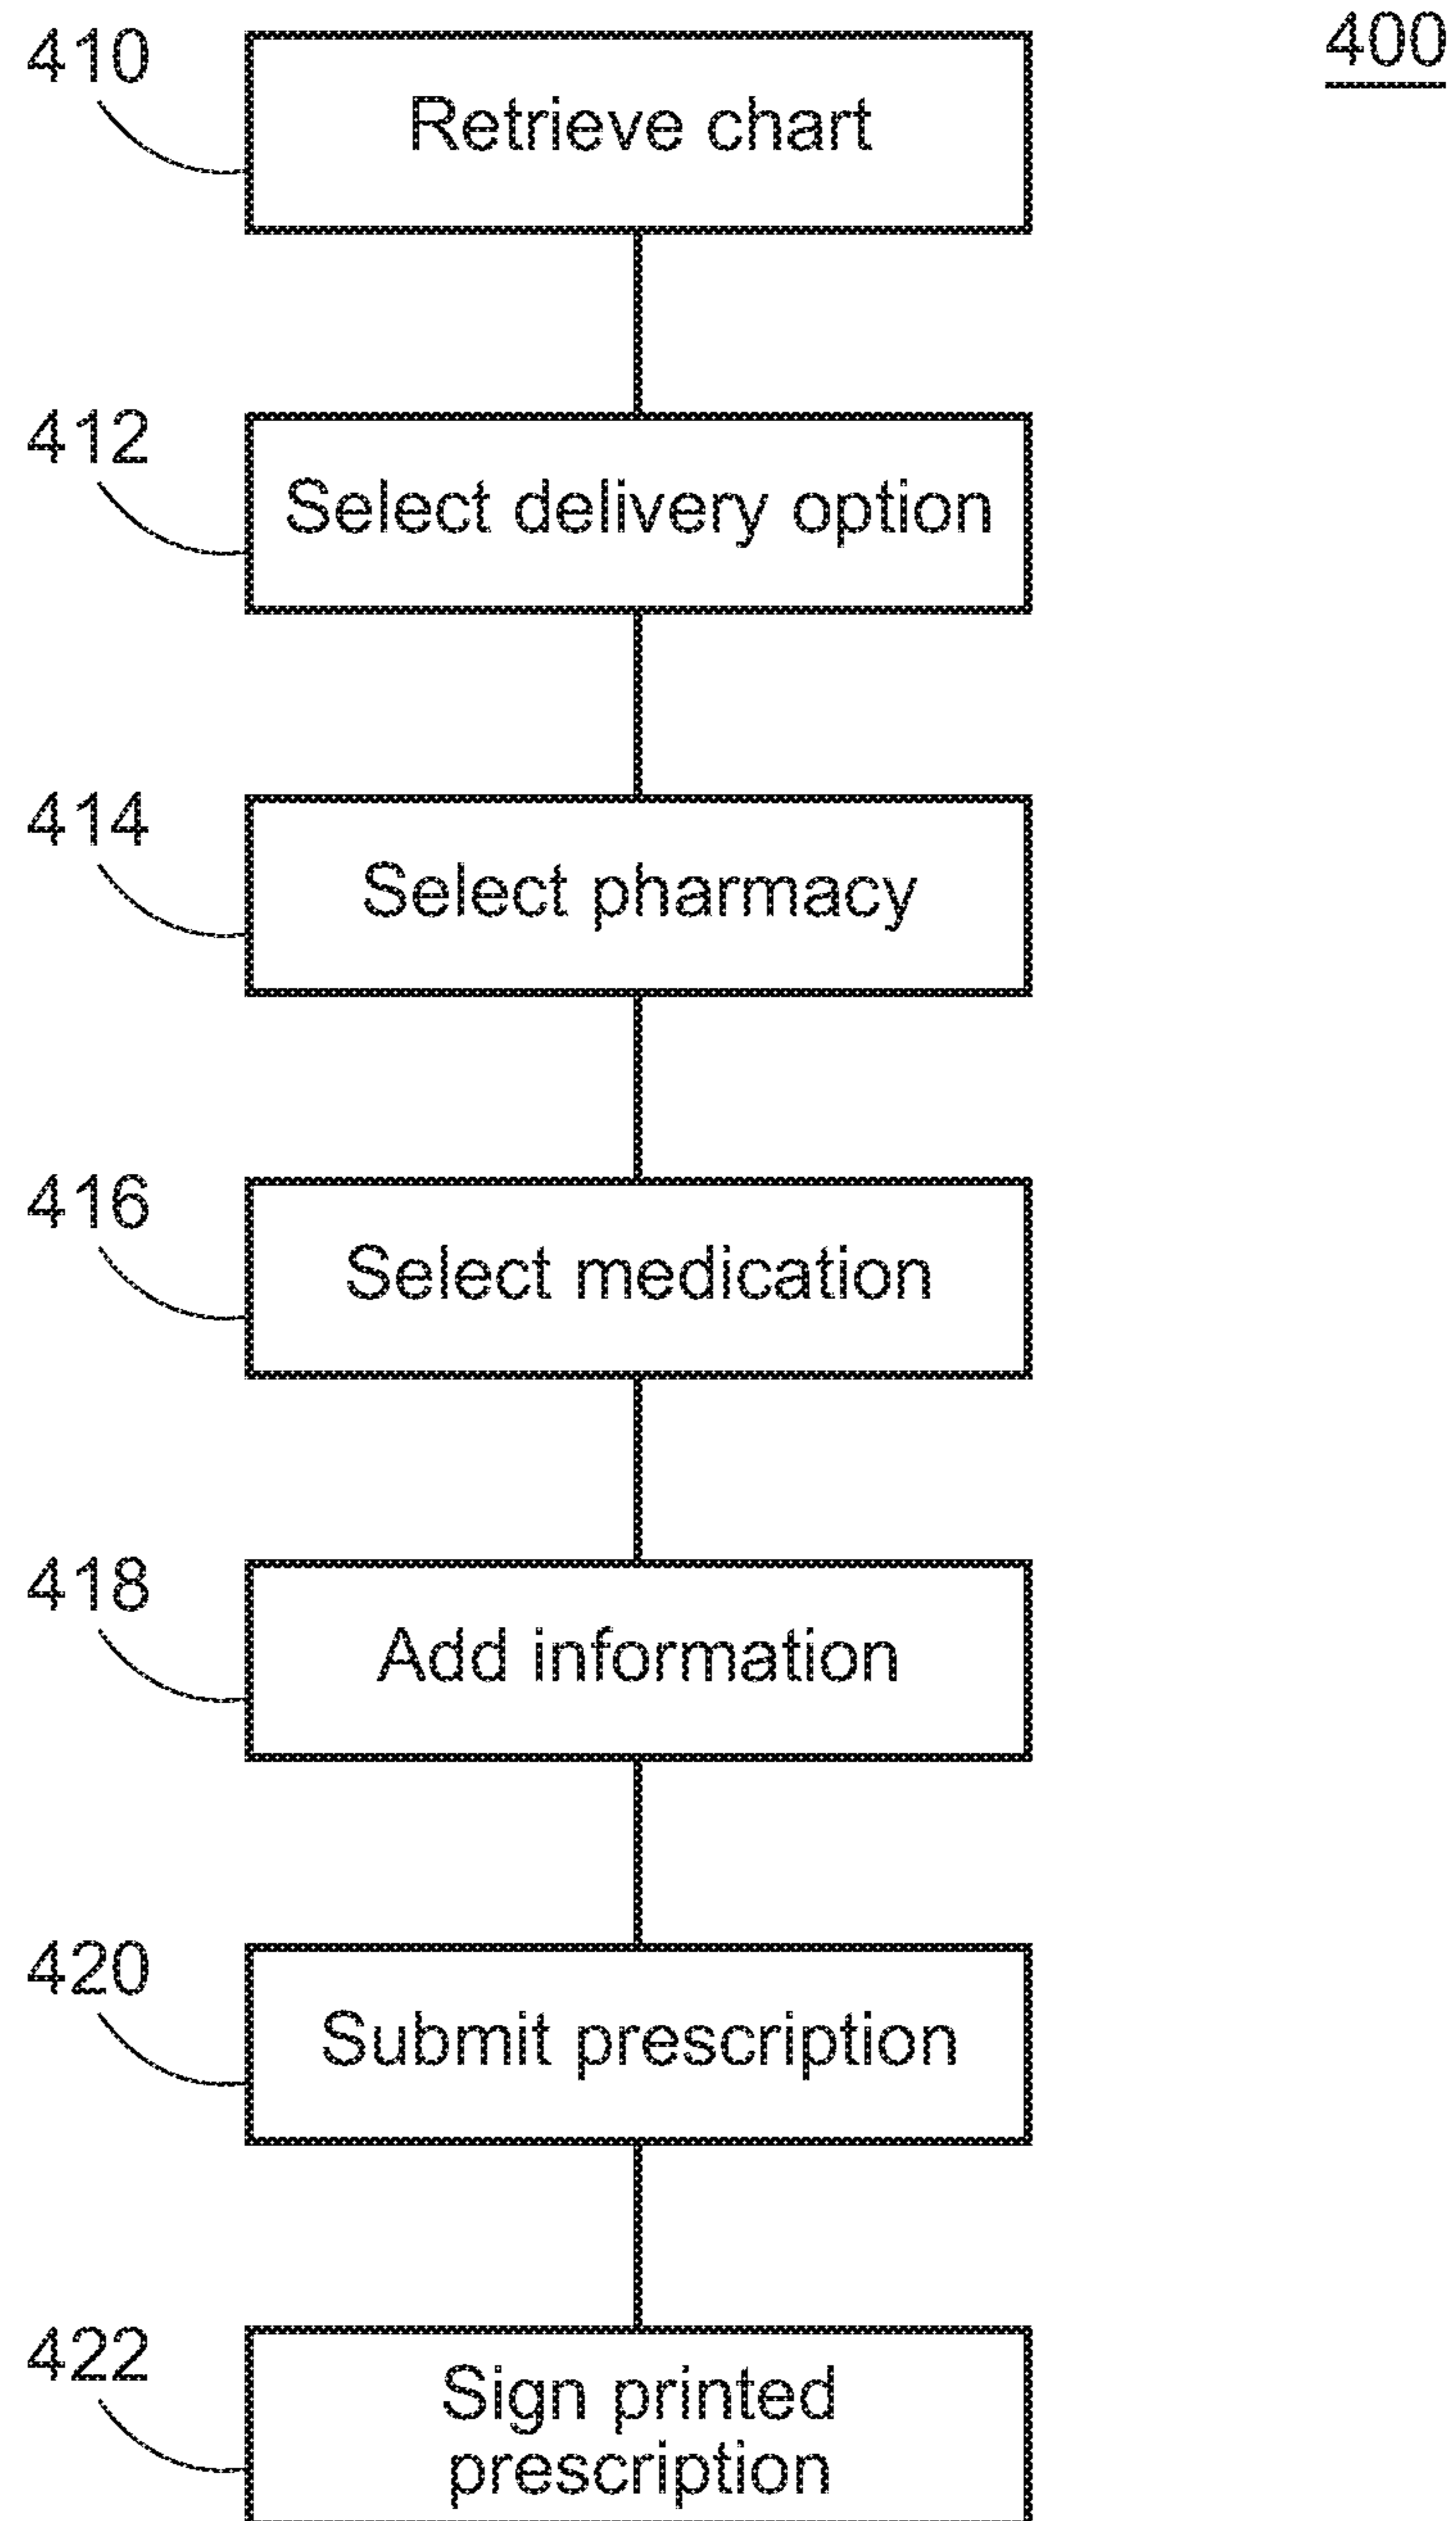 400
410
Retrieve chart
412
Select delivery option
414
Select pharmacy
416
Select medication
418
Add information
420
Submit prescription
422
Sign printed
prescription